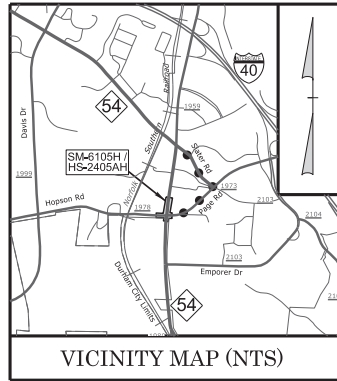 INTERSTATE
40
54
1959
Davis Dr
Southern
Railroad
Slater Rd
SM-6105H /
HS-2405AH
1999
1973
Norfolk
Page Rd
2103
Hopson Rd
1978
2104
2103
Emporer Dr
Durham City Limits
54
VICINITY MAP (NTS)